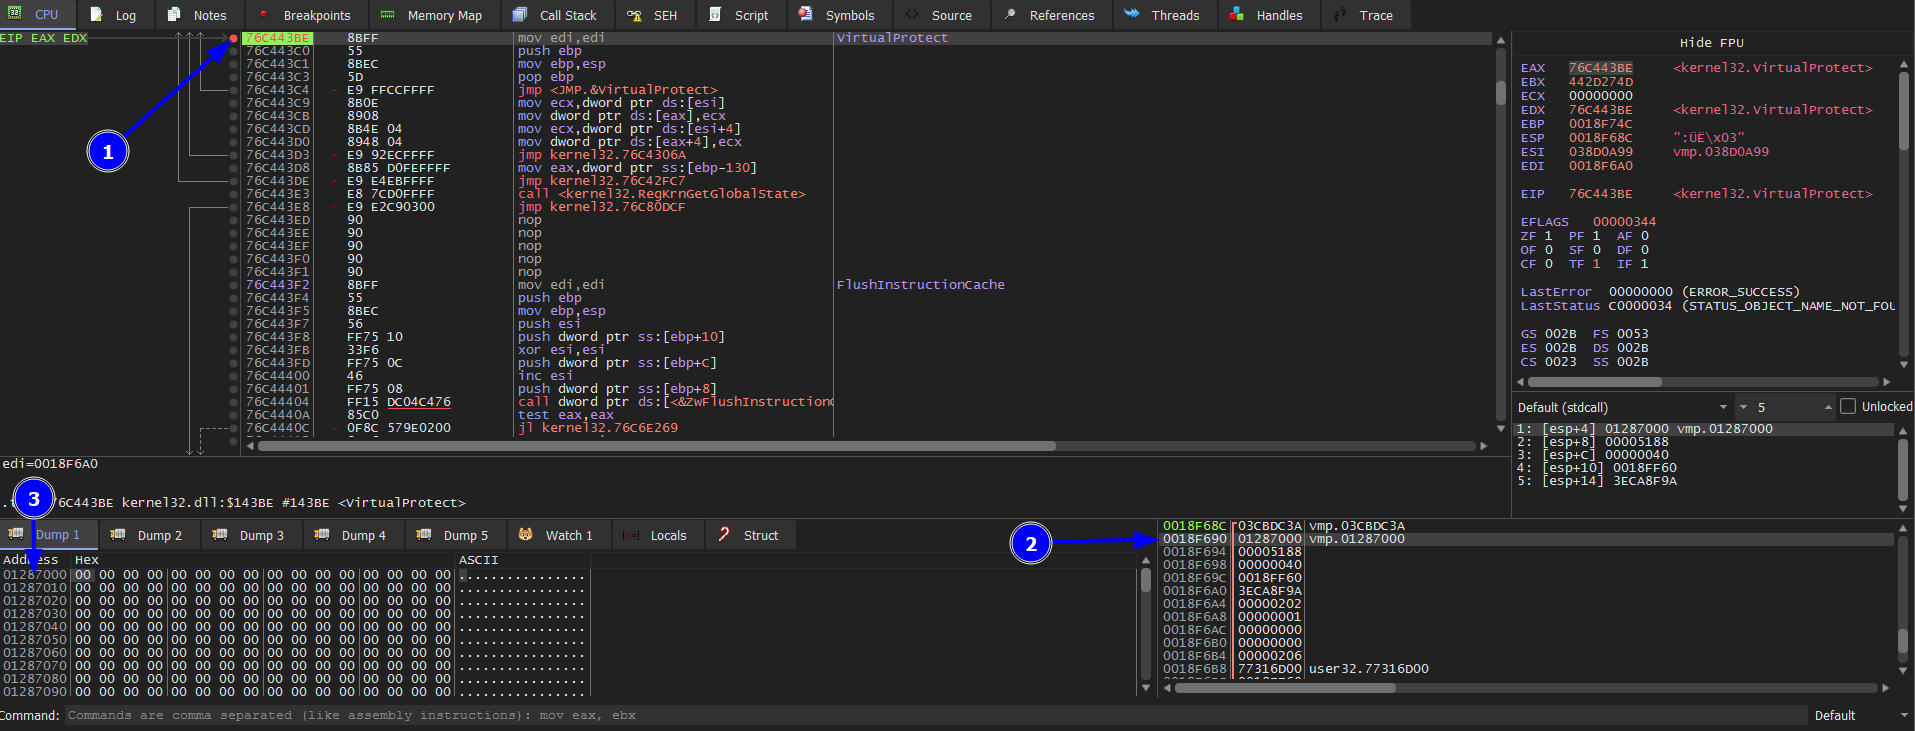 CPU Log Notes Breakpoints Memory Map Call Stack SEH Script Symbols Source References Threads Handles Trace
EIP EAX EDX
76C443BE 8BFF mov edi,edi VirtualProtect
76C443C0 55 push ebp
76C443C1 8BEC mov ebp,esp
76C443C3 5D pop ebp
76C443C4 E9 FFCCFFFF jmp <JMP.&VirtualProtect>
76C443C9 8B0E mov ecx,dword ptr ds:[esi]
76C443CB 8908 mov dword ptr ds:[eax],ecx
76C443CD 8B4E 04 mov ecx,dword ptr ds:[esi+4]
76C443D0 8948 04 mov dword ptr ds:[eax+4],ecx
76C443D3 E9 92ECFFFF jmp kernel32.76C4306A
76C443D8 8B85 D0FEFFFF mov eax,dword ptr ss:[ebp-130]
76C443DE E9 E4EBFFFF jmp kernel32.76C42FC7
76C443E3 E8 7CD0FFFF call <kernel32.RegKrnGetGlobalState>
76C443E8 E9 E2C90300 jmp kernel32.76C80DCF
76C443ED 90 nop
76C443EE 90 nop
76C443EF 90 nop
76C443F0 90 nop
76C443F1 90 nop
76C443F2 8BFF mov edi,edi FlushInstructionCache
76C443F4 55 push ebp
76C443F5 8BEC mov ebp,esp
76C443F7 56 push esi
76C443F8 FF75 10 push dword ptr ss:[ebp+10]
76C443FB 33F6 xor esi,esi
76C443FD FF75 0C push dword ptr ss:[ebp+C]
76C44400 46 inc esi
76C44401 FF75 08 push dword ptr ss:[ebp+8]
76C44404 FF15 DC04C476 call dword ptr ds:[<&ZwFlushInstruction
76C4440A 85C0 test eax,eax
76C4440C 0F8C 579E0200 jl kernel32.76C6E269
1
Hide FPU
EAX 76C443BE <kernel32.VirtualProtect>
EBX 442D274D
ECX 00000000
EDX 76C443BE <kernel32.VirtualProtect>
EBP 0018F74C
ESP 0018F68C ":ÜË\x03"
ESI 038D0A99 vmp.038D0A99
EDI 0018F6A0
EIP 76C443BE <kernel32.VirtualProtect>
EFLAGS 00000344
ZF 1 PF 1 AF 0
OF 0 SF 0 DF 0
CF 0 TF 1 IF 1
LastError 00000000 (ERROR_SUCCESS)
LastStatus C0000034 (STATUS_OBJECT_NAME_NOT_FOU
GS 002B FS 0053
ES 002B DS 002B
CS 0023 SS 002B
Default (stdcall) 5 Unlocked
1: [esp+4] 01287000 vmp.01287000
2: [esp+8] 00005188
3: [esp+C] 00000040
4: [esp+10] 0018FF60
5: [esp+14] 3ECA8F9A
edi=0018F6A0
76C443BE kernel32.dll:$143BE #143BE <VirtualProtect>
3
Dump 1 Dump 2 Dump 3 Dump 4 Dump 5 Watch 1 Locals Struct
Address Hex ASCII
01287000 00 00 00 00 00 00 00 00 00 00 00 00 00 00 00 00 ................
01287010 00 00 00 00 00 00 00 00 00 00 00 00 00 00 00 00 ................
01287020 00 00 00 00 00 00 00 00 00 00 00 00 00 00 00 00 ................
01287030 00 00 00 00 00 00 00 00 00 00 00 00 00 00 00 00 ................
01287040 00 00 00 00 00 00 00 00 00 00 00 00 00 00 00 00 ................
01287050 00 00 00 00 00 00 00 00 00 00 00 00 00 00 00 00 ................
01287060 00 00 00 00 00 00 00 00 00 00 00 00 00 00 00 00 ................
01287070 00 00 00 00 00 00 00 00 00 00 00 00 00 00 00 00 ................
01287080 00 00 00 00 00 00 00 00 00 00 00 00 00 00 00 00 ................
01287090 00 00 00 00 00 00 00 00 00 00 00 00 00 00 00 00 ................
2
0018F68C 03CBDC3A vmp.03CBDC3A
0018F690 01287000 vmp.01287000
0018F694 00005188
0018F698 00000040
0018F69C 0018FF60
0018F6A0 3ECA8F9A
0018F6A4 00000202
0018F6A8 00000001
0018F6AC 00000000
0018F6B0 00000000
0018F6B4 00000206
0018F6B8 77316D00 user32.77316D00
Command: Commands are comma separated (like assembly instructions): mov eax, ebx Default